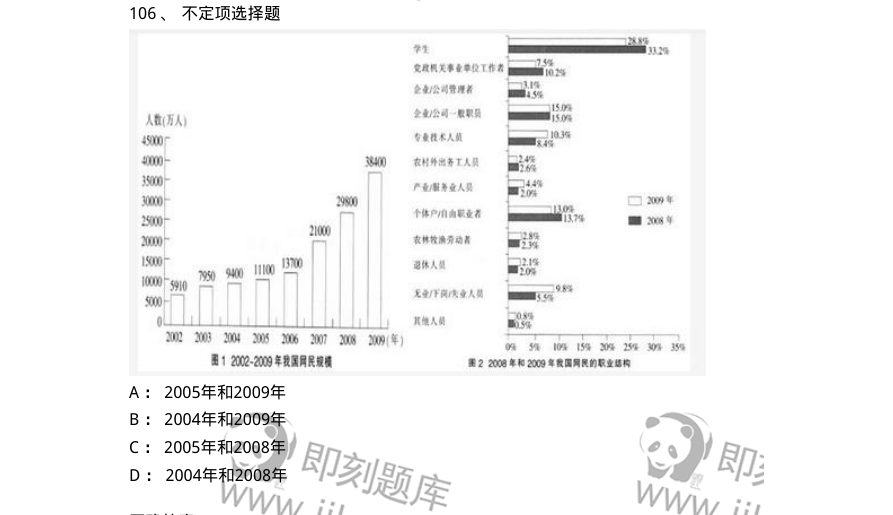 106 、 不定项选择题
人数(万人)
45000
40000
35000
30000
25000
20000
15000
10000
5000
0
5910
7950
9400
11100
13700
21000
29800
38400
2002 2003 2004 2005 2006 2007 2008 2009(年)
图1 2002-2009年我国网民规模
学生 28.8% 33.2%
党政机关事业单位工作者 7.5% 10.2%
企业/公司管理者 3.1% 4.5%
企业/公司一般职员 15.0% 15.0%
专业技术人员 10.3% 8.4%
农村外出务工人员 2.4% 2.6%
产业/服务业人员 4.4% 2.0%
个体户/自由职业者 13.0% 13.7%
农林牧渔劳动者 2.8% 2.3%
退休人员 2.1% 2.0%
无业/下岗/失业人员 9.8% 5.5%
其他人员 0.8% 0.5%
2009 年
2008 年
0% 5% 10% 15% 20% 25% 30% 35%
图2 2008年和2009年我国网民的职业结构
A： 2005年和2009年
B： 2004年和2009年
C： 2005年和2008年
D： 2004年和2008年
即刻题库
即